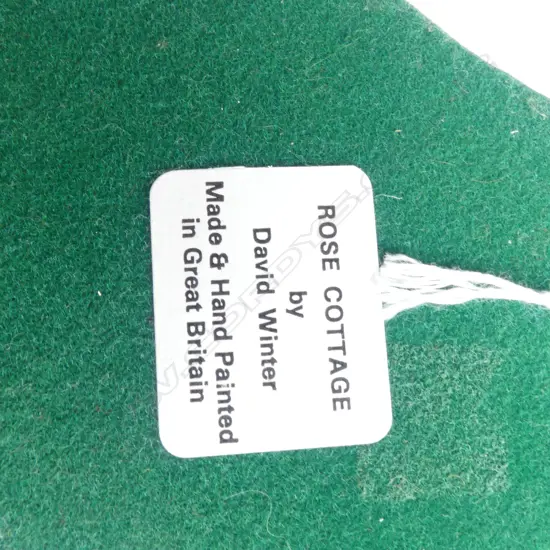 ROSE COTTAGE
by
David Winter
Made & Hand Painted
in Great Britain